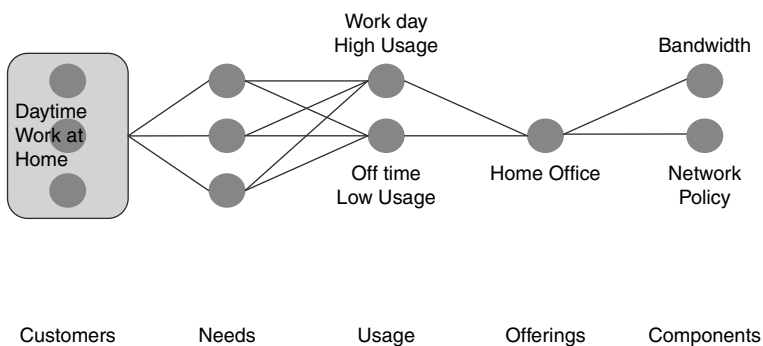 Work day
High Usage
Bandwidth
Daytime
Work at
Home
Off time
Low Usage
Home Office
Network
Policy
Customers
Needs
Usage
Offerings
Components